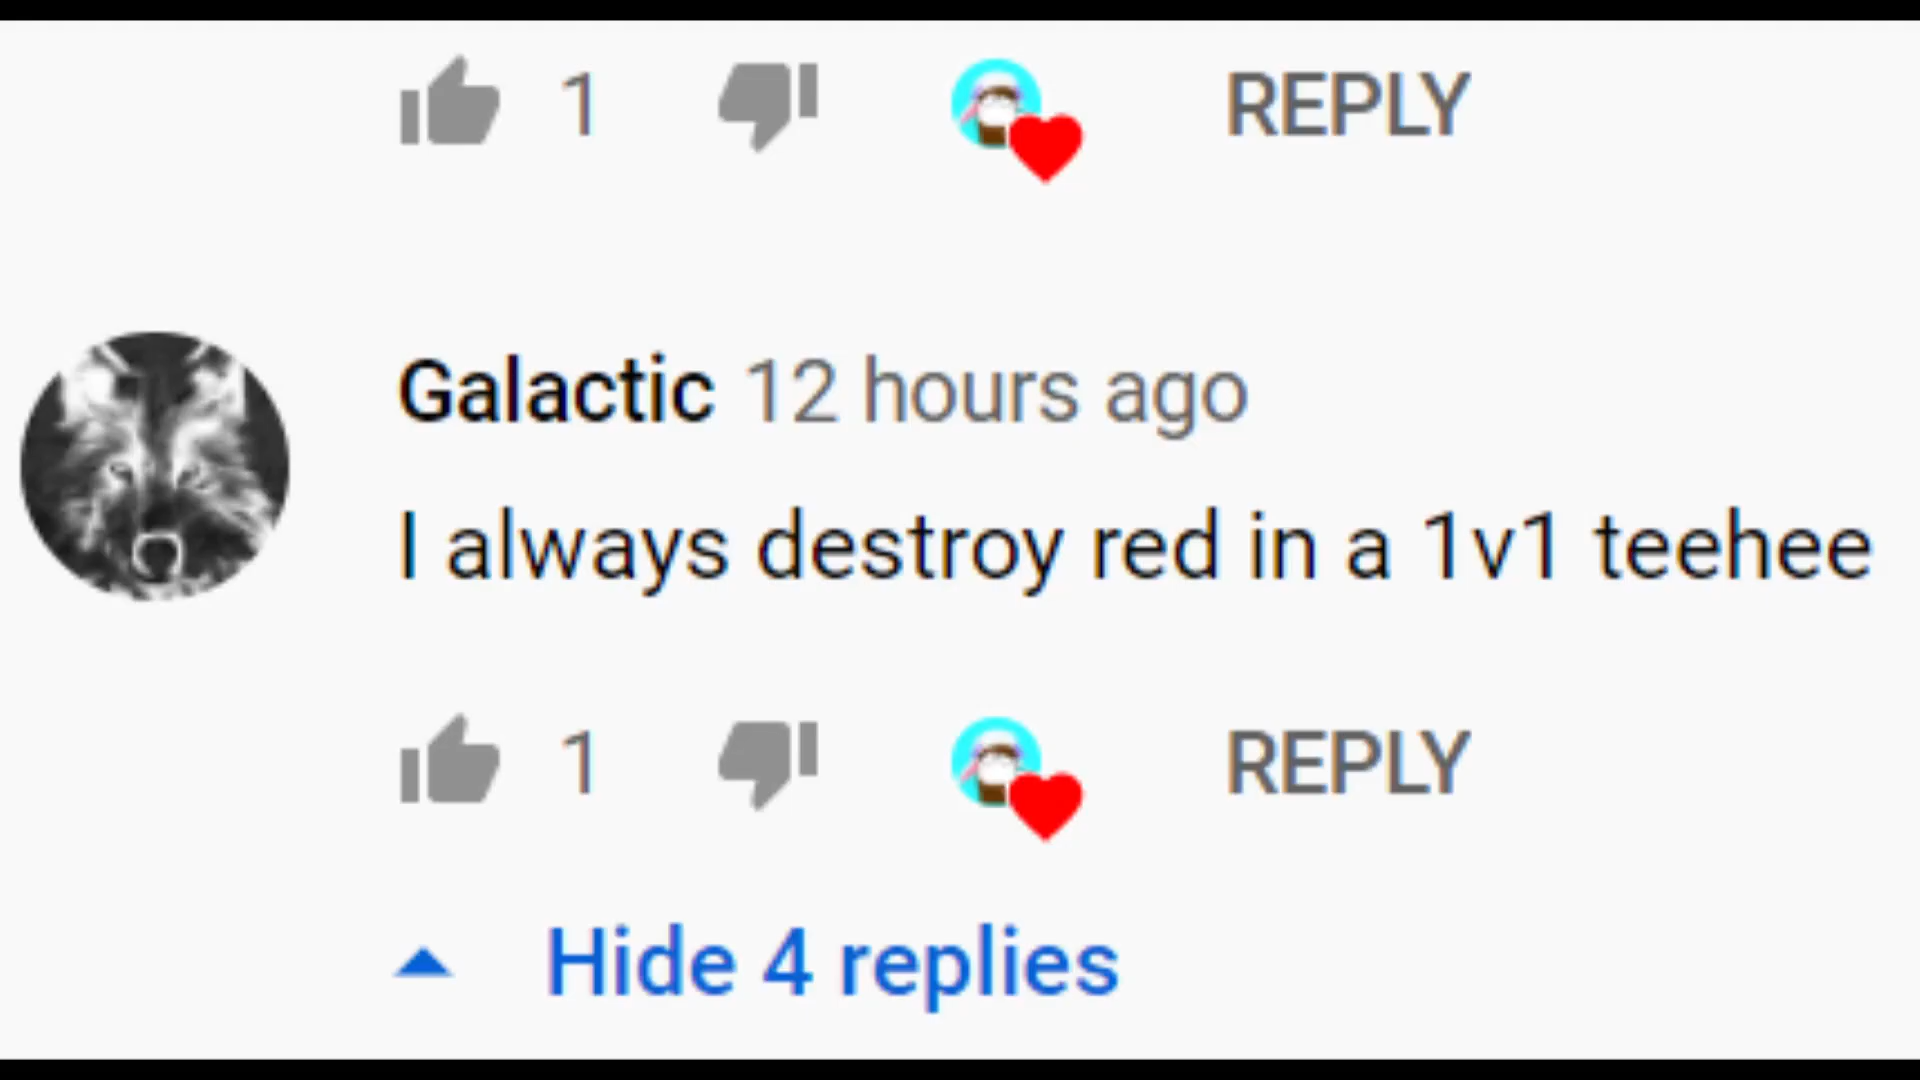 1 REPLY
Galactic 12 hours ago
I always destroy red in a 1v1 teehee
1 REPLY
Hide 4 replies